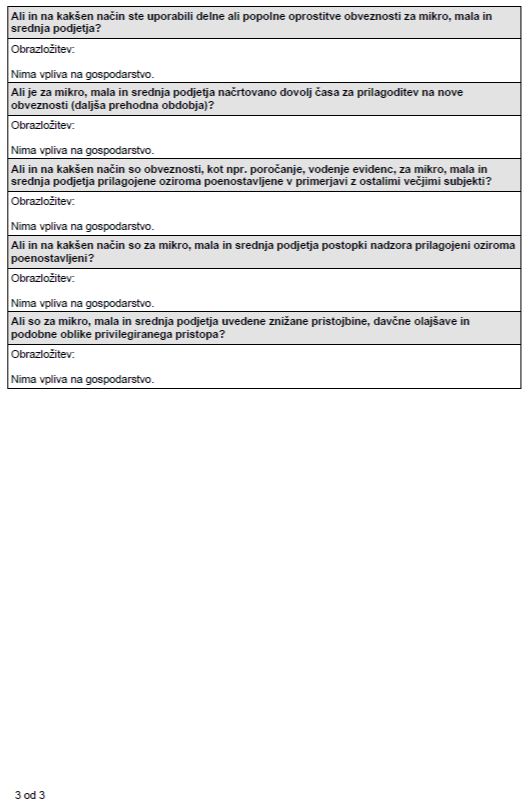 Ali in na kakšen način ste uporabili delne ali popolne oprostitve obveznosti za mikro, mala in
srednja podjetja?
Obrazložitev:
Nima vpliva na gospodarstvo.
Ali je za mikro, mala in srednja podjetja načrtovano dovolj časa za prilagoditev na nove
obveznosti (daljša prehodna obdobja)?
Obrazložitev:
Nima vpliva na gospodarstvo.
Ali in na kakšen način so obveznosti, kot npr. poročanje, vodenje evidenc, za mikro, mala in
srednja podjetja prilagojene oziroma poenostavljene v primerjavi z ostalimi večjimi subjekti?
Obrazložitev:
Nima vpliva na gospodarstvo.
Ali in na kakšen način so za mikro, mala in srednja podjetja postopki nadzora prilagojeni oziroma
poenostavljeni?
Obrazložitev:
Nima vpliva na gospodarstvo.
Ali so za mikro, mala in srednja podjetja uvedene znižane pristojbine, davčne olajšave in
podobne oblike privilegiranega pristopa?
Obrazložitev:
Nima vpliva na gospodarstvo.
3 od 3